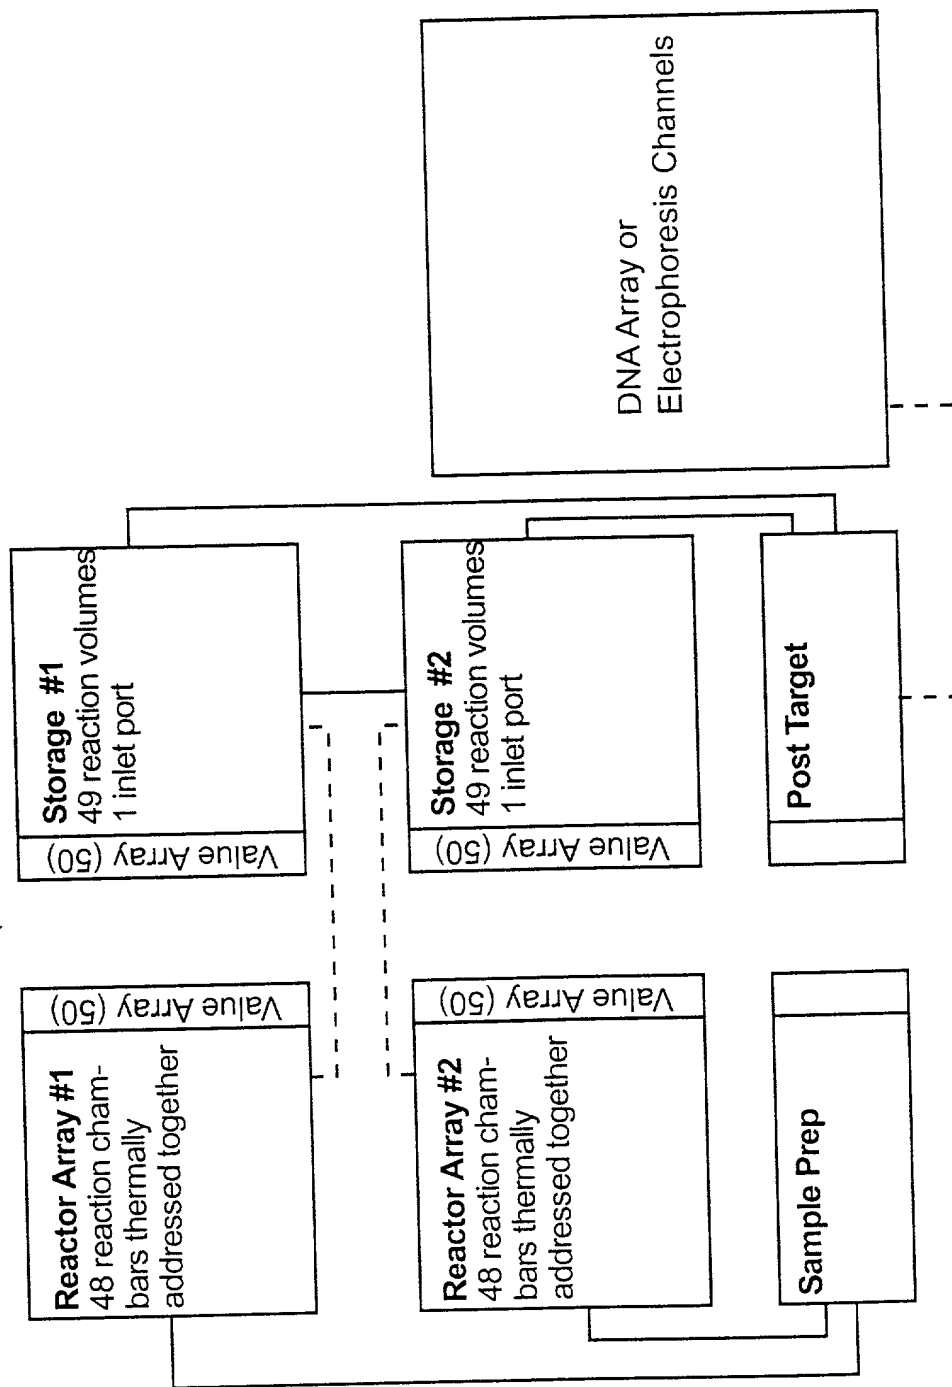 Reactor Array #1
48 reaction cham-
bars thermally
addressed together
Value Array (50)
Value Array (50)
Storage #1
49 reaction volumes
1 inlet port
Reactor Array #2
48 reaction cham-
bars thermally
addressed together
Value Array (50)
Value Array (50)
Storage #2
49 reaction volumes
1 inlet port
Sample Prep
Post Target
DNA Array or
Electrophoresis Channels